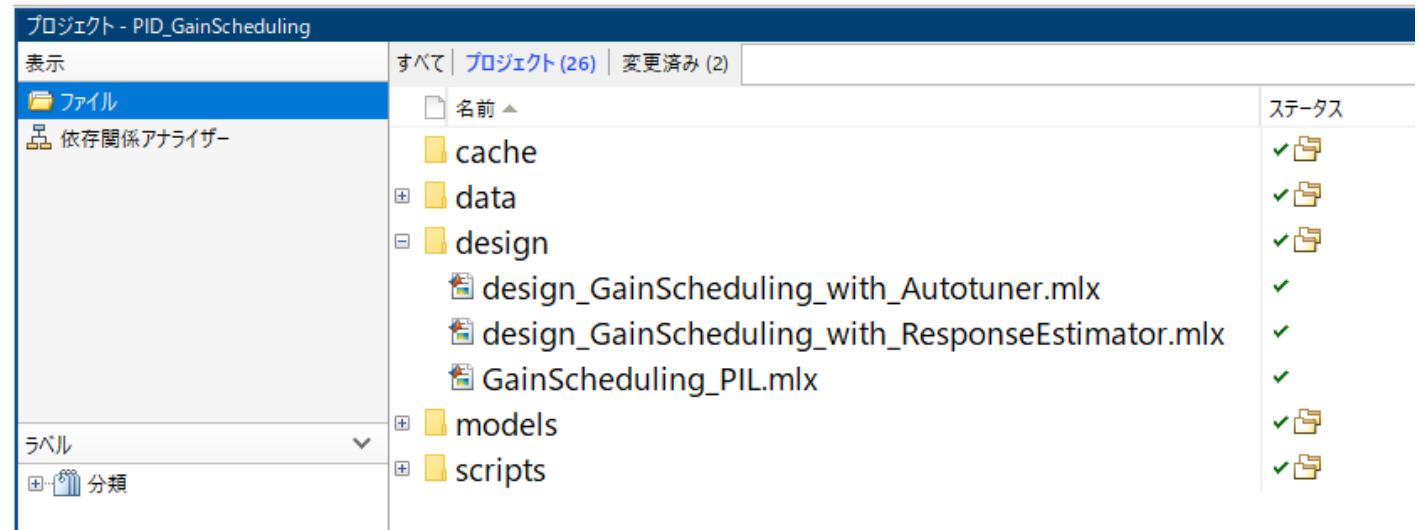 プロジェクト - PID_GainScheduling
表示
すべて プロジェクト (26) 変更済み (2)
ファイル
名前 ステータス
依存関係アナライザー
cache
data
design
design_GainScheduling_with_Autotuner.mlx
design_GainScheduling_with_ResponseEstimator.mlx
GainScheduling_PIL.mlx
models
ラベル
scripts
分類